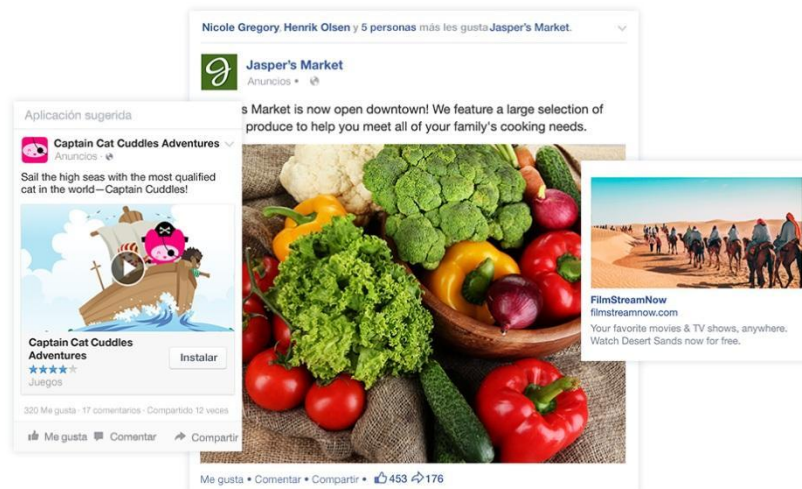 Nicole Gregory, Henrik Olsen y 5 personas más les gusta Jasper's Market.
Jasper's Market
Anuncios •
s Market is now open downtown! We feature a large selection of
produce to help you meet all of your family's cooking needs.
Me gusta • Comentar • Compartir • 453 176
Aplicación sugerida
Captain Cat Cuddles Adventures
Anuncios ·
Sail the high seas with the most qualified
cat in the world—Captain Cuddles!
Captain Cat Cuddles
Adventures
Instalar
Juegos
320 Me gusta · 17 comentarios · Compartido 12 veces
Me gusta Comentar Compartir
FilmStreamNow
filmstreamnow.com
Your favorite movies & TV shows, anywhere.
Watch Desert Sands now for free.